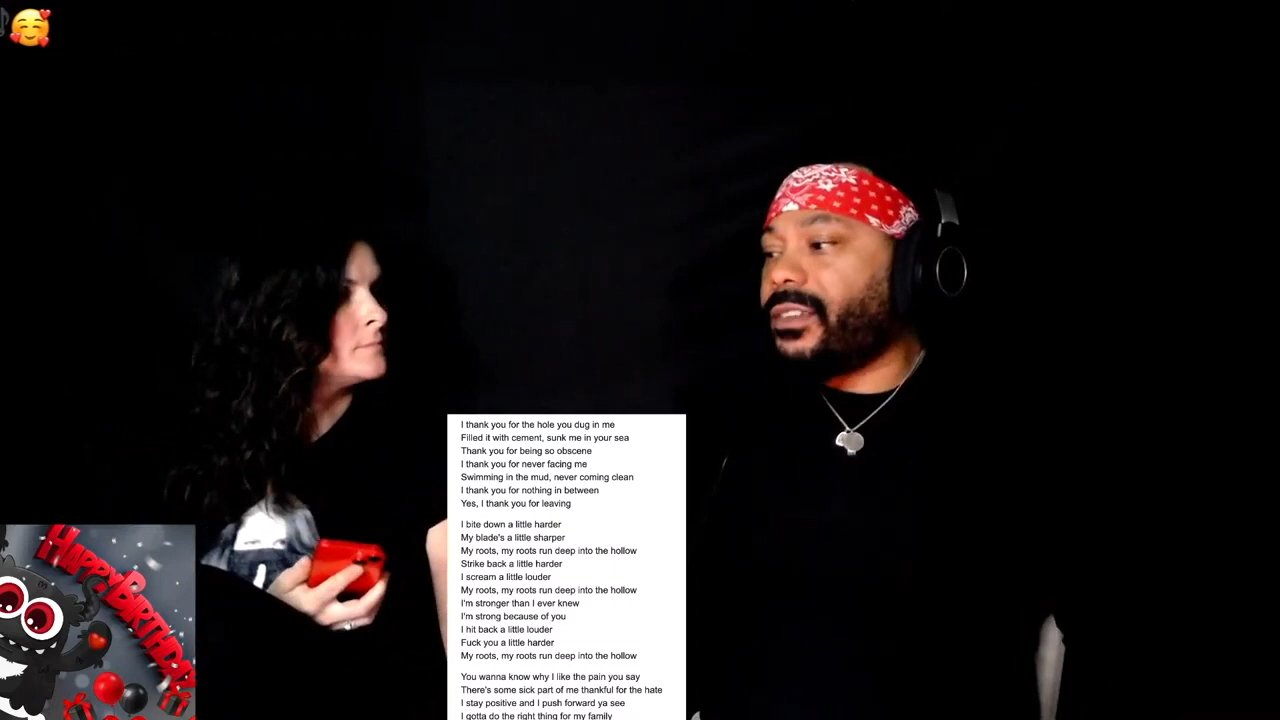 I thank you for the hole you dug in me
Filled it with cement, sunk me in your sea
Thank you for being so obscene
I thank you for never facing me
Swimming in the mud, never coming clean
I thank you for nothing in between
Yes, I thank you for leaving
I bite down a little harder
My blade's a little sharper
My roots, my roots run deep into the hollow
Strike back a little harder
I scream a little louder
My roots, my roots run deep into the hollow
I'm stronger than I ever knew
I'm strong because of you
I hit back a little louder
Fuck you a little harder
My roots, my roots run deep into the hollow
You wanna know why I like the pain you say
There's some sick part of me thankful for the hate
I stay positive and I push forward ya see
I gotta do the right thing for my family
HAPPY BIRTHDAY